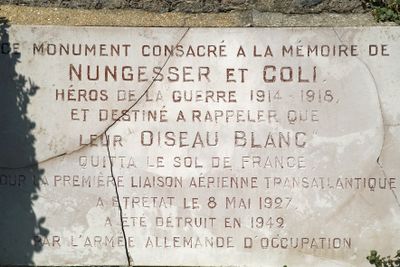 CE MONUMENT CONSACRÉ A LA MÉMOIRE DE
NUNGESSER ET COLI
HÉROS DE LA GUERRE 1914-1918,
ET DESTINÉ A RAPPELER QUE
LEUR "OISEAU BLANC"
QUITTA LE SOL DE FRANCE
POUR LA PREMIÈRE LIAISON AÉRIENNE TRANSATLANTIQUE
A ETRETAT LE 8 MAI 1927,
A ÉTÉ DÉTRUIT EN 1942
PAR L'ARMÉE ALLEMANDE D'OCCUPATION